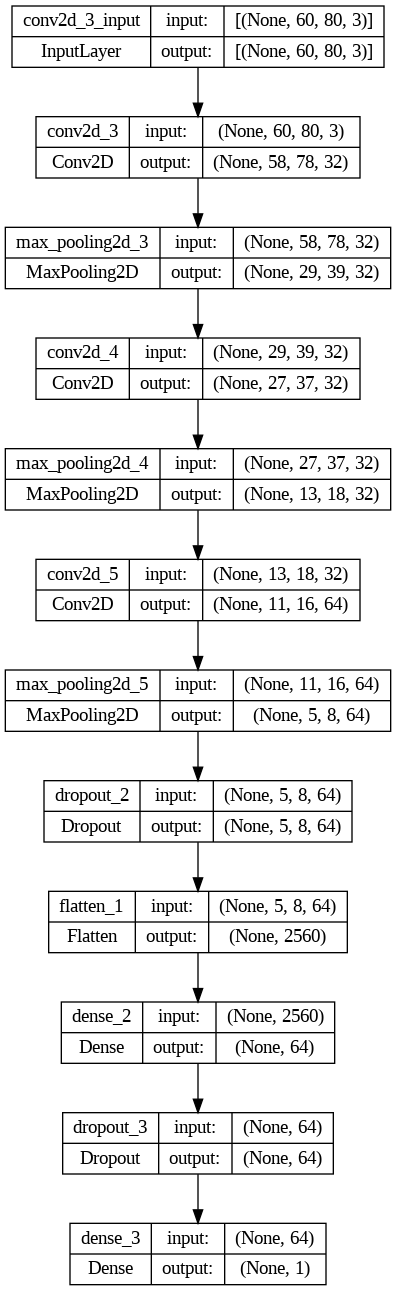 conv2d_3_input input: [(None, 60, 80, 3)]
InputLayer output: [(None, 60, 80, 3)]
conv2d_3 input: (None, 60, 80, 3)
Conv2D output: (None, 58, 78, 32)
max_pooling2d_3 input: (None, 58, 78, 32)
MaxPooling2D output: (None, 29, 39, 32)
conv2d_4 input: (None, 29, 39, 32)
Conv2D output: (None, 27, 37, 32)
max_pooling2d_4 input: (None, 27, 37, 32)
MaxPooling2D output: (None, 13, 18, 32)
conv2d_5 input: (None, 13, 18, 32)
Conv2D output: (None, 11, 16, 64)
max_pooling2d_5 input: (None, 11, 16, 64)
MaxPooling2D output: (None, 5, 8, 64)
dropout_2 input: (None, 5, 8, 64)
Dropout output: (None, 5, 8, 64)
flatten_1 input: (None, 5, 8, 64)
Flatten output: (None, 2560)
dense_2 input: (None, 2560)
Dense output: (None, 64)
dropout_3 input: (None, 64)
Dropout output: (None, 64)
dense_3 input: (None, 64)
Dense output: (None, 1)